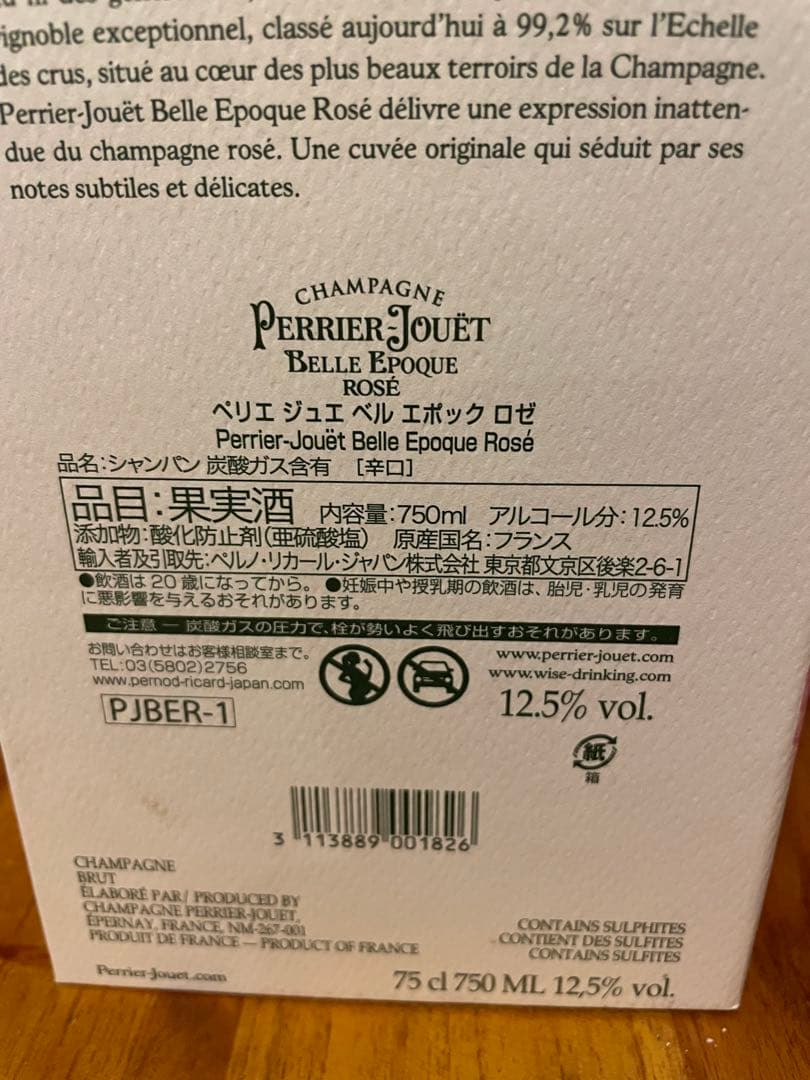 ignoble exceptionnel, classé aujourd'hui à 99,2% sur l'Echelle
des crus, situé au cœur des plus beaux terroirs de la Champagne.
Perrier-Jouët Belle Epoque Rosé délivre une expression inatten-
due du champagne rosé. Une cuvée originale qui séduit par ses
notes subtiles et délicates.
CHAMPAGNE
PERRIER-JOUËT
BELLE EPOQUE
ROSÉ
ペリエ ジュエ ベル エポック ロゼ
Perrier-Jouët Belle Epoque Rosé
品名:シャンパン 炭酸ガス含有 [辛口]
品目:果実酒 内容量:750ml アルコール分:12.5%
添加物:酸化防止剤(亜硫酸塩) 原産国名:フランス
輸入者及引取先:ペルノ・リカール・ジャパン株式会社 東京都文京区後楽2-6-1
●飲酒は20歳になってから。 ●妊娠中や授乳期の飲酒は、胎児・乳児の発育
に悪影響を与えるおそれがあります。
ご注意 — 炭酸ガスの圧力で、栓が勢いよく飛び出すおそれがあります。
お問い合わせはお客様相談室まで。
TEL:03(5802)2756
www.pernod-ricard-japan.com
PJBER-1
www.perrier-jouet.com
www.wise-drinking.com
12.5% vol.
紙
箱
3 113889 001826
CHAMPAGNE
BRUT
ÉLABORÉ PAR/ PRODUCED BY
CHAMPAGNE PERRIER-JOUET,
ÉPERNAY, FRANCE, NM-267-001
PRODUIT DE FRANCE — PRODUCT OF FRANCE
Perrier-Jouet.com
CONTAINS SULPHITES
CONTIENT DES SULFITES
CONTAINS SULFITES
75 cl 750 ML 12,5% vol.